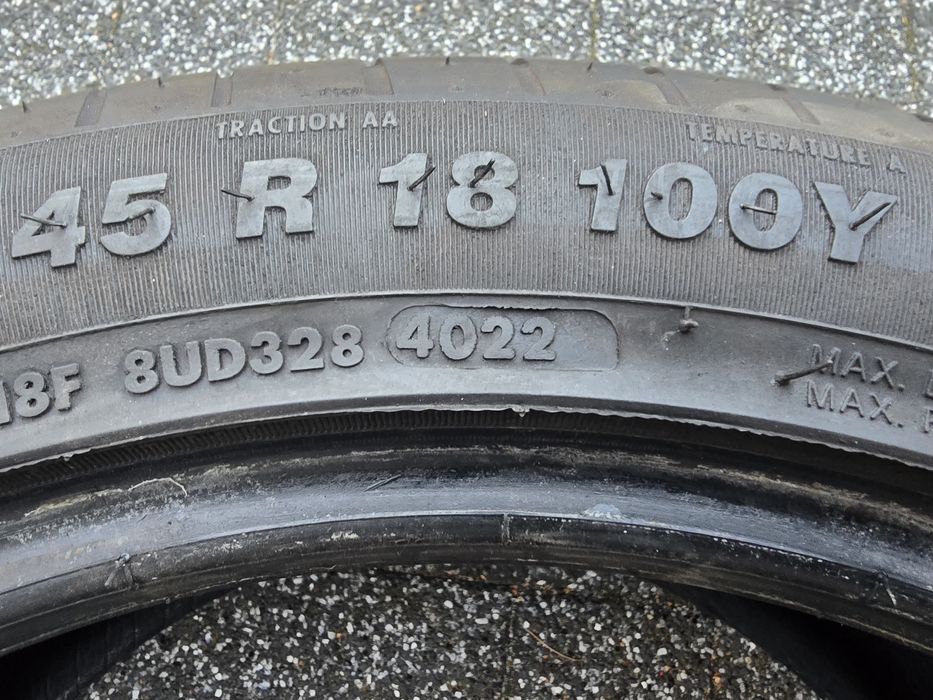 TRACTION AA
TEMPERATURE A
45 R 18 100Y
18F 8UD328 4022
MAX.
MAX.